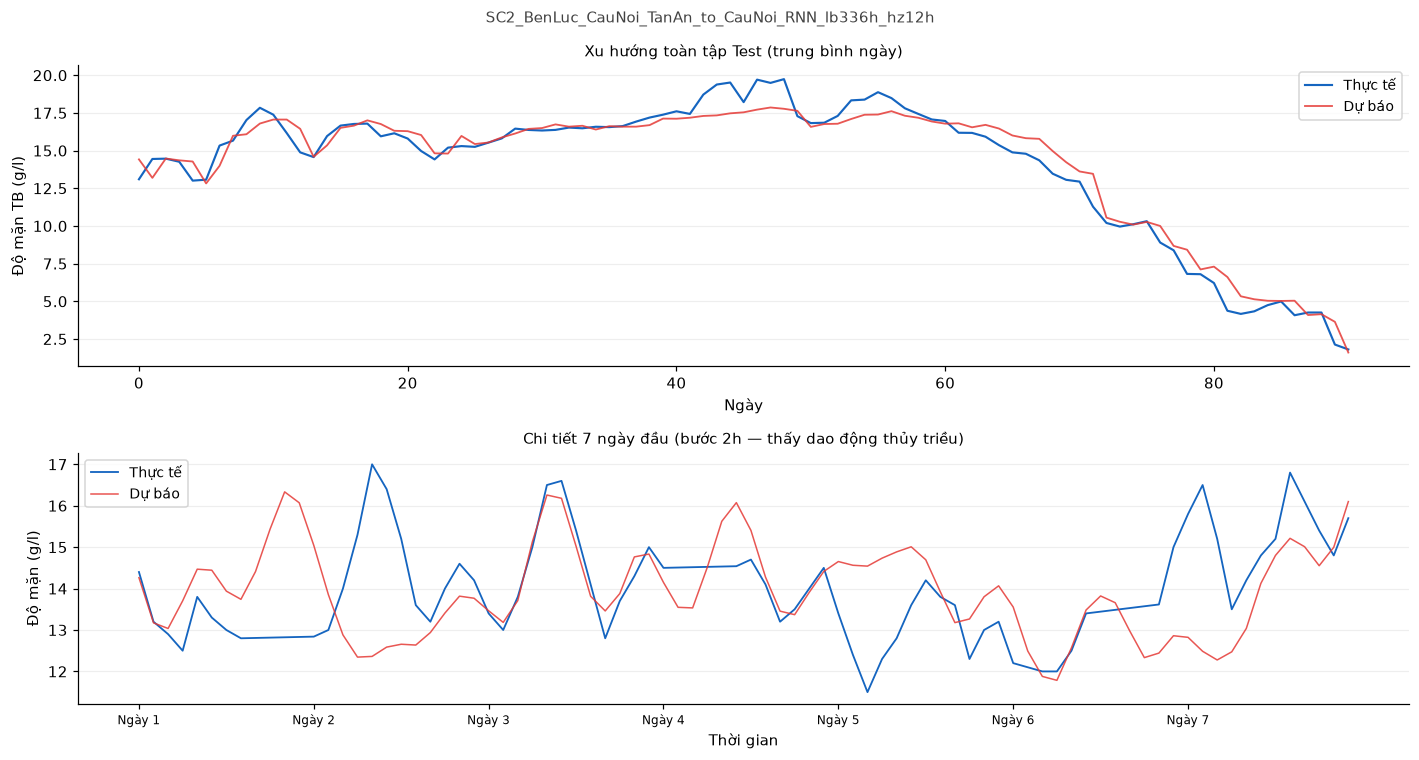 SC2_BenLuc_CauNoi_TanAn_to_CauNoi_RNN_lb336h_hz12h
Xu hướng toàn tập Test (trung bình ngày)
Độ mặn TB (g/l)
20.0
17.5
15.0
12.5
10.0
7.5
5.0
2.5
Thực tế
Dự báo
0 20 40 60 80
Ngày
Chi tiết 7 ngày đầu (bước 2h — thấy dao động thủy triều)
Độ mặn (g/l)
17
16
15
14
13
12
Thực tế
Dự báo
Ngày 1 Ngày 2 Ngày 3 Ngày 4 Ngày 5 Ngày 6 Ngày 7
Thời gian